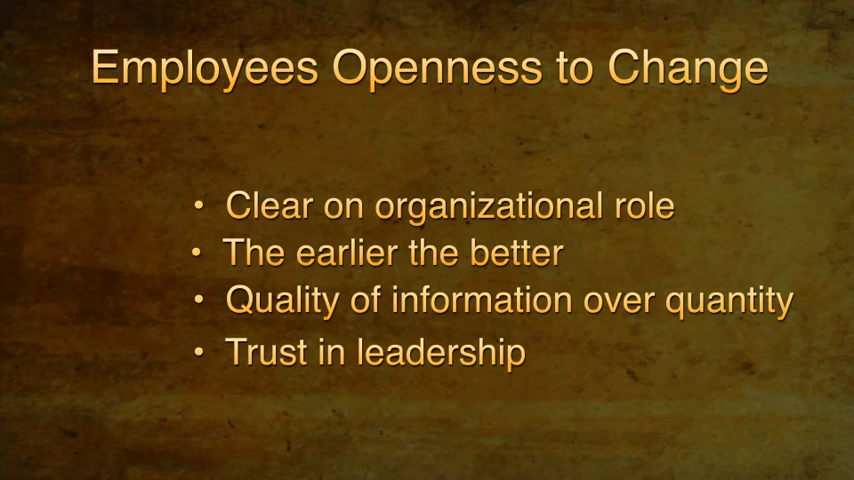 Employees Openness to Change
• Clear on organizational role
• The earlier the better
• Quality of information over quantity
• Trust in leadership